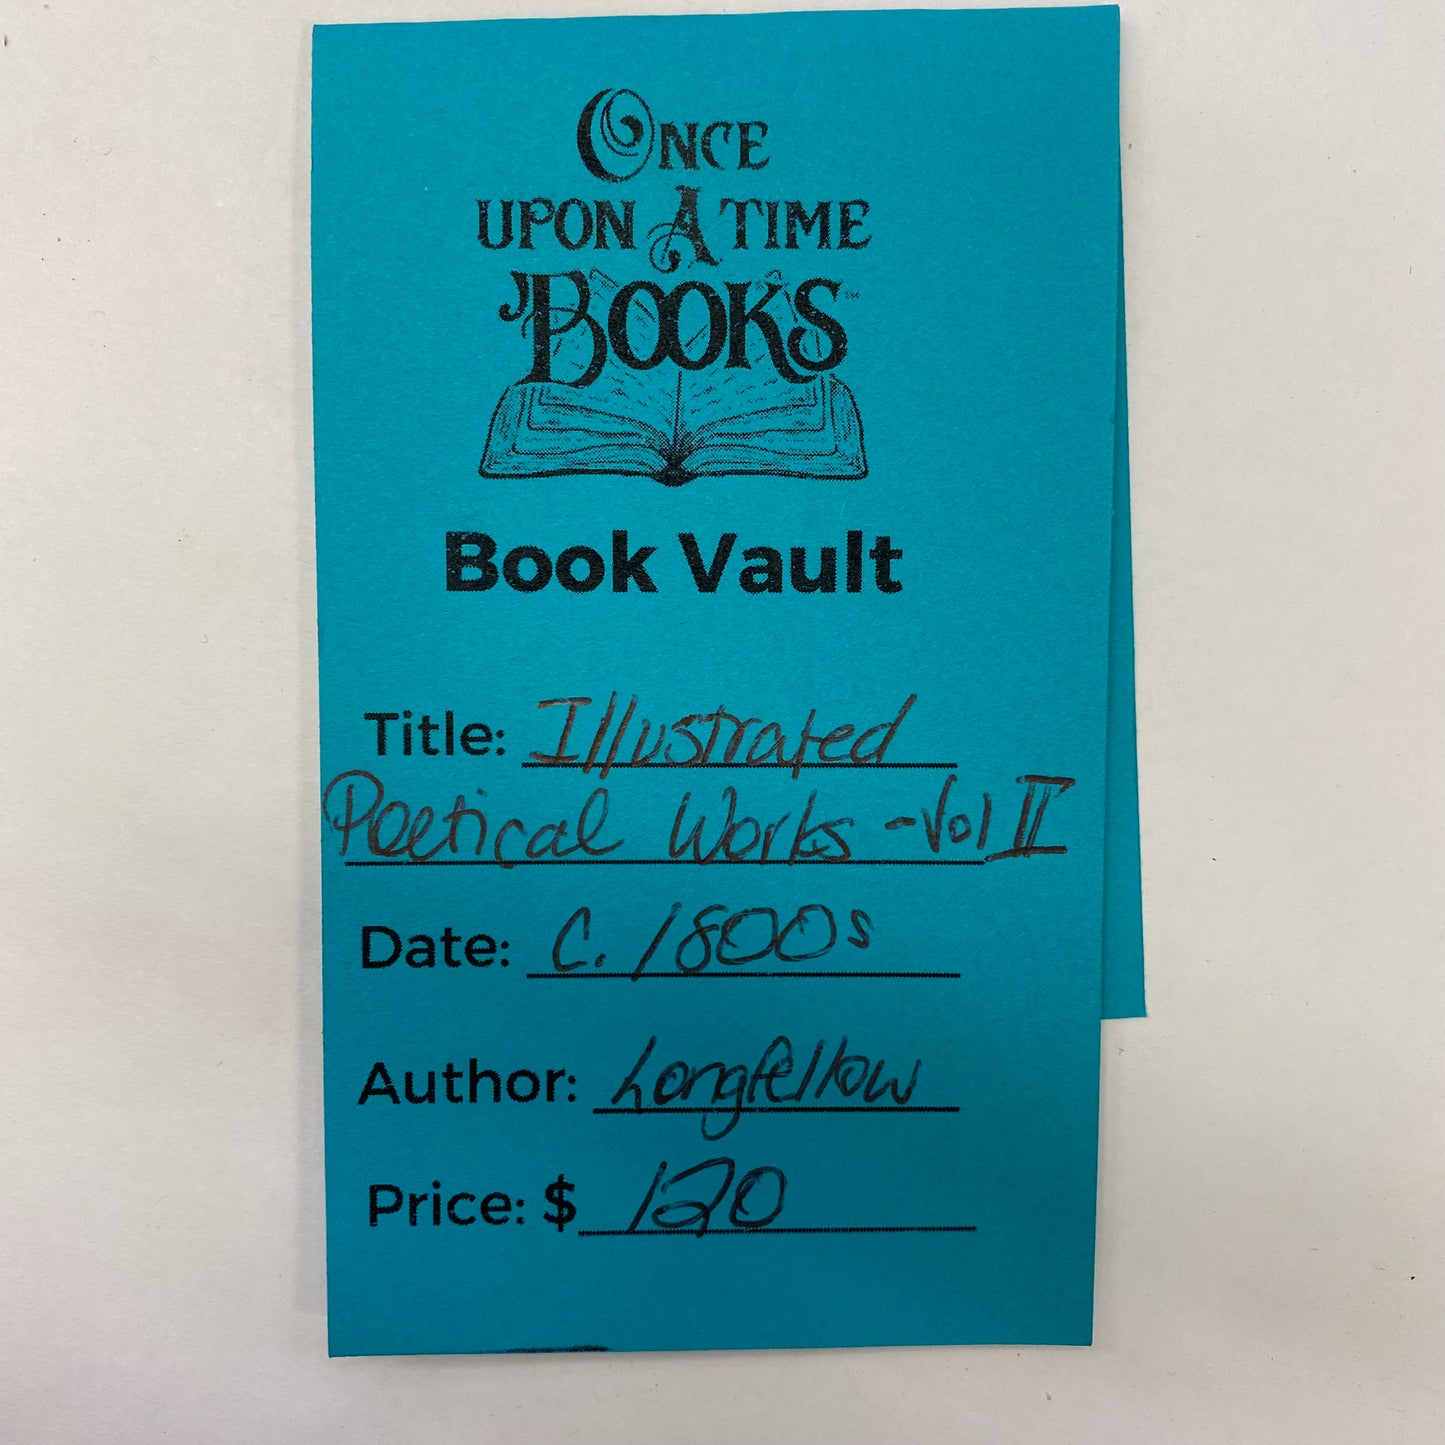 ONCE
UPON A TIME
BOOKS
Book Vault
Title: Illustrated
Poetical Works - Vol II
Date: C. 1800s
Author: Longfellow
Price: $ 120